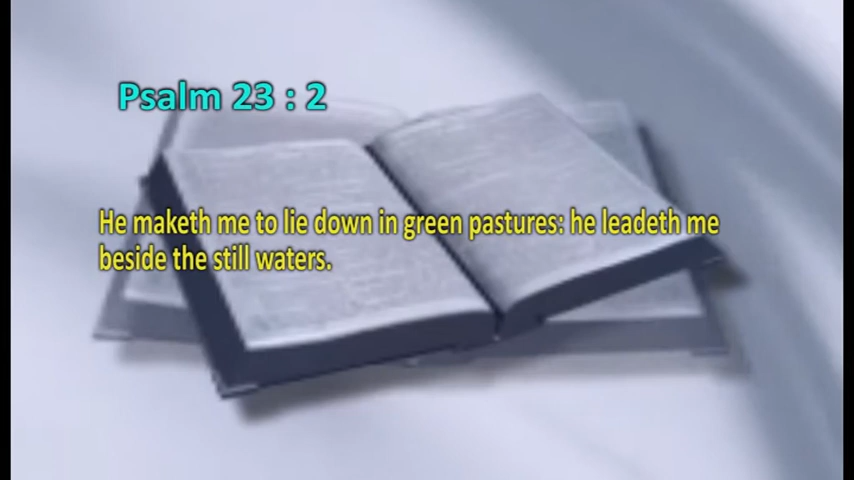 Psalm 23 : 2
He maketh me to lie down in green pastures: he leadeth me
beside the still waters.